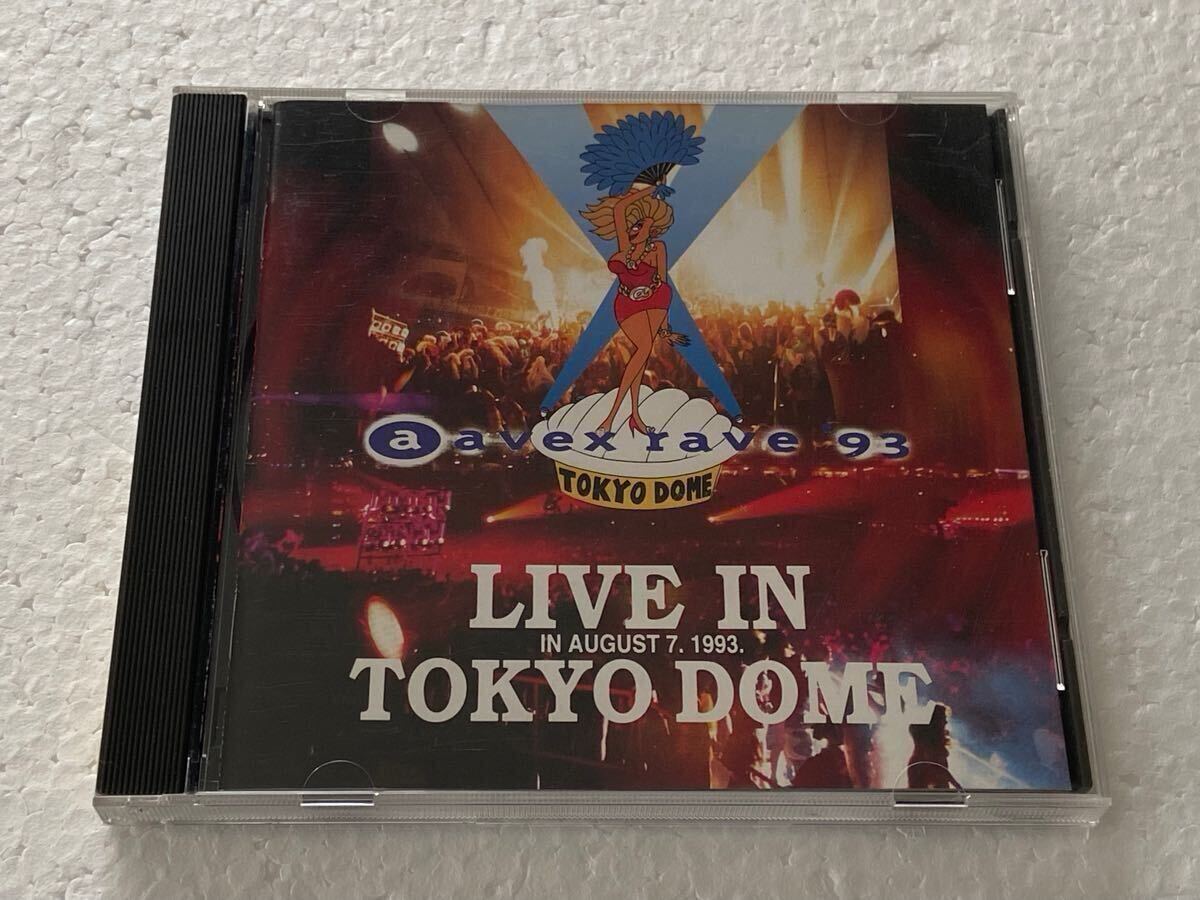 a avex rave '93
TOKYO DOME
LIVE IN
IN AUGUST 7. 1993.
TOKYO DOME